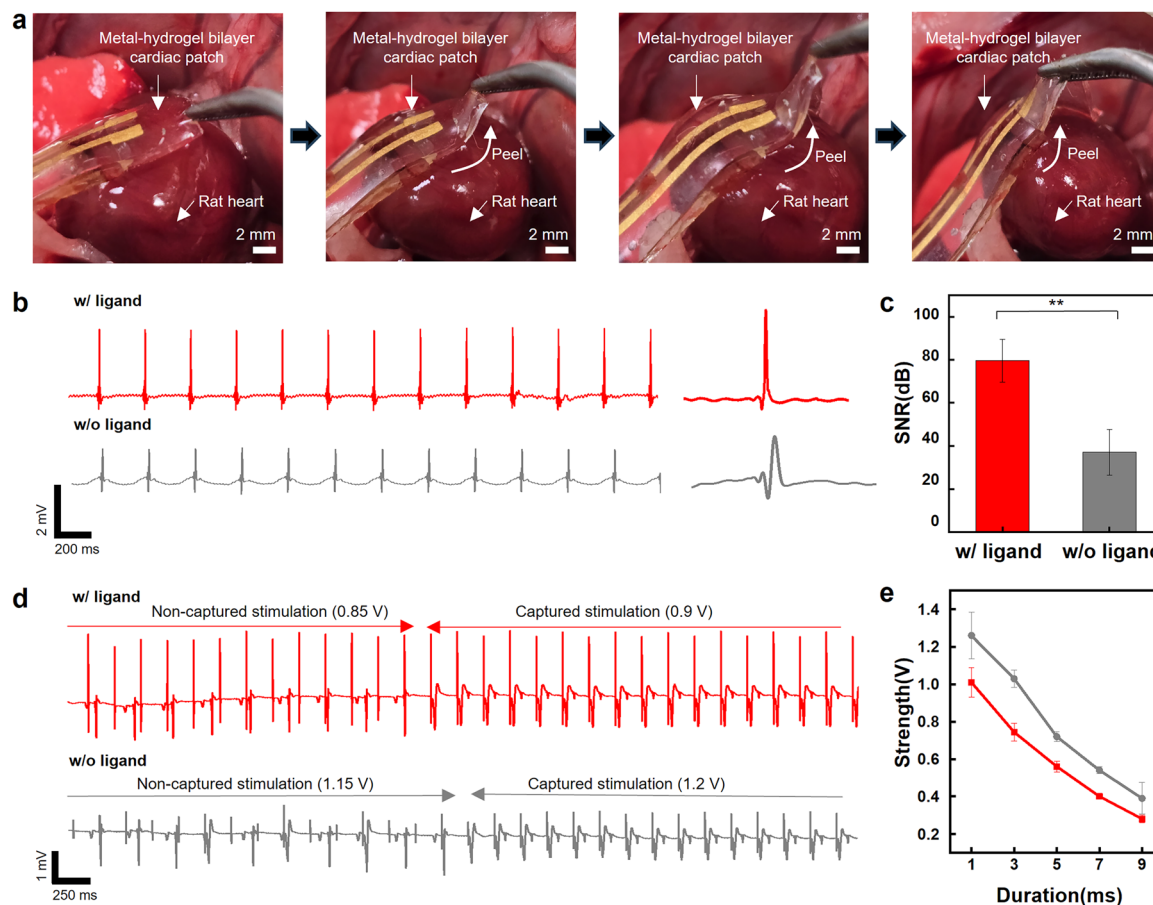 a
Metal-hydrogel bilayer
cardiac patch
Rat heart
2 mm
Metal-hydrogel bilayer
cardiac patch
Peel
Rat heart
2 mm
Metal-hydrogel bilayer
cardiac patch
Peel
Rat heart
2 mm
Metal-hydrogel bilayer
cardiac patch
Peel
Rat heart
2 mm
b
w/ ligand
w/o ligand
2 mV
200 ms
c
**
100
80
60
40
20
0
SNR(dB)
w/ ligand
w/o ligand
d
w/ ligand
Non-captured stimulation (0.85 V)
Captured stimulation (0.9 V)
w/o ligand
Non-captured stimulation (1.15 V)
Captured stimulation (1.2 V)
1 mV
250 ms
e
1.4
1.2
1.0
0.8
0.6
0.4
0.2
Strength(V)
1 3 5 7 9
Duration(ms)